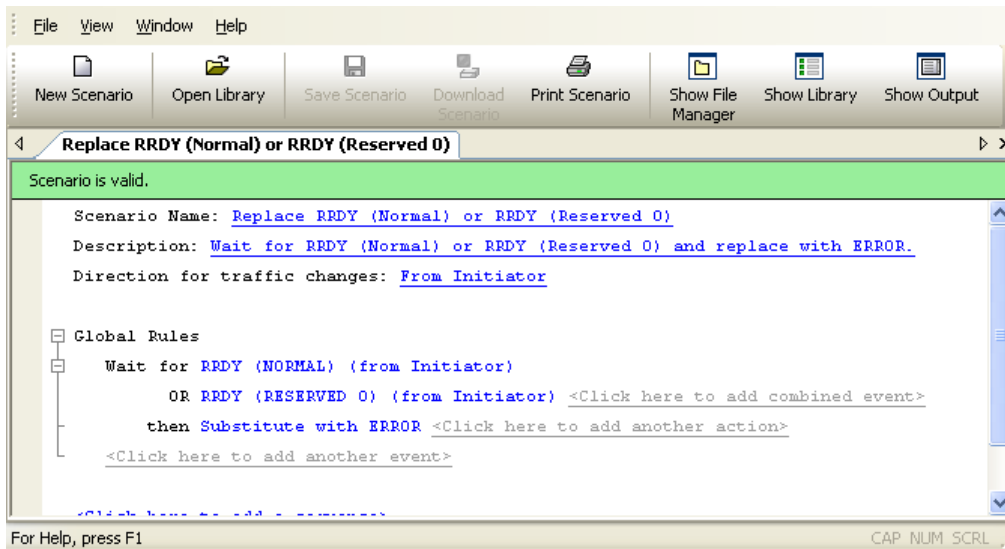 File View Window Help
New Scenario Open Library Save Scenario Download Scenario Print Scenario Show File Manager Show Library Show Output
Replace RRDY (Normal) or RRDY (Reserved 0)
Scenario is valid.
Scenario Name: Replace RRDY (Normal) or RRDY (Reserved 0)
Description: Wait for RRDY (Normal) or RRDY (Reserved 0) and replace with ERROR.
Direction for traffic changes: From Initiator
Global Rules
Wait for RRDY (NORMAL) (from Initiator)
OR RRDY (RESERVED 0) (from Initiator) <Click here to add combined event>
then Substitute with ERROR <Click here to add another action>
<Click here to add another event>
<Click here to add a sequence>
For Help, press F1 CAP NUM SCRL